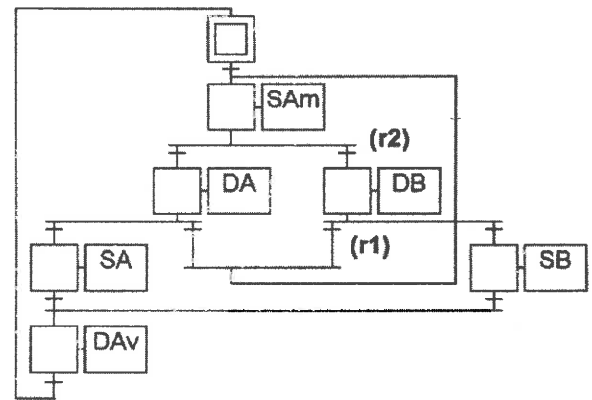 SAm
(r2)
DA
DB
(r1)
SA
SB
DAv